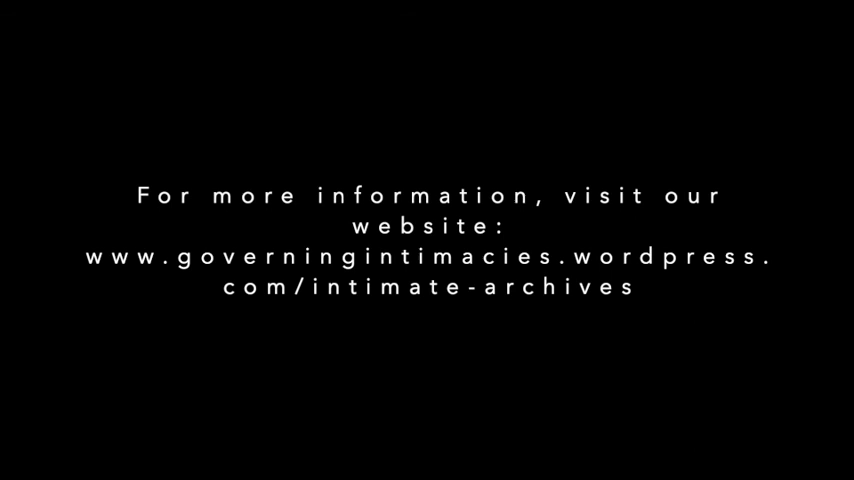 For more information, visit our
website:
www.governingintimacies.wordpress.
com/intimate-archives